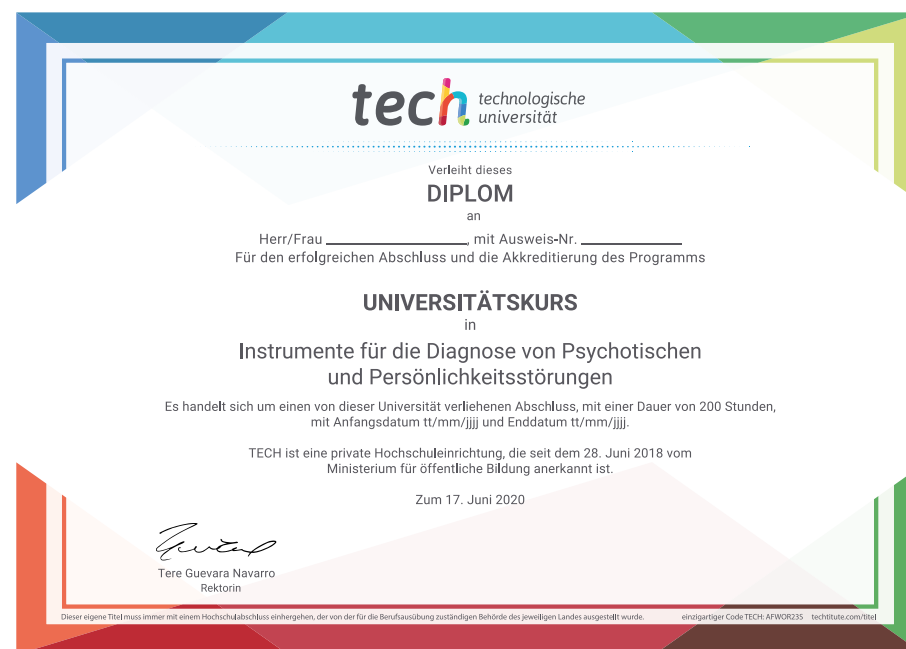 tech technologische
universität
Verleiht dieses
DIPLOM
an
Herr/Frau ____________________, mit Ausweis-Nr. ______________
Für den erfolgreichen Abschluss und die Akkreditierung des Programms
UNIVERSITÄTSKURS
in
Instrumente für die Diagnose von Psychotischen
und Persönlichkeitsstörungen
Es handelt sich um einen von dieser Universität verliehenen Abschluss, mit einer Dauer von 200 Stunden,
mit Anfangsdatum tt/mm/jjjj und Enddatum tt/mm/jjjj.
TECH ist eine private Hochschuleinrichtung, die seit dem 28. Juni 2018 vom
Ministerium für öffentliche Bildung anerkannt ist.
Zum 17. Juni 2020
Tere Guevara Navarro
Rektorin
Dieser eigene Titel muss immer mit einem Hochschulabschluss einhergehen, der von der für die Berufsausübung zuständigen Behörde des jeweiligen Landes ausgestellt wurde. einzigartiger Code TECH: AFWOR235 techtitute.com/titel